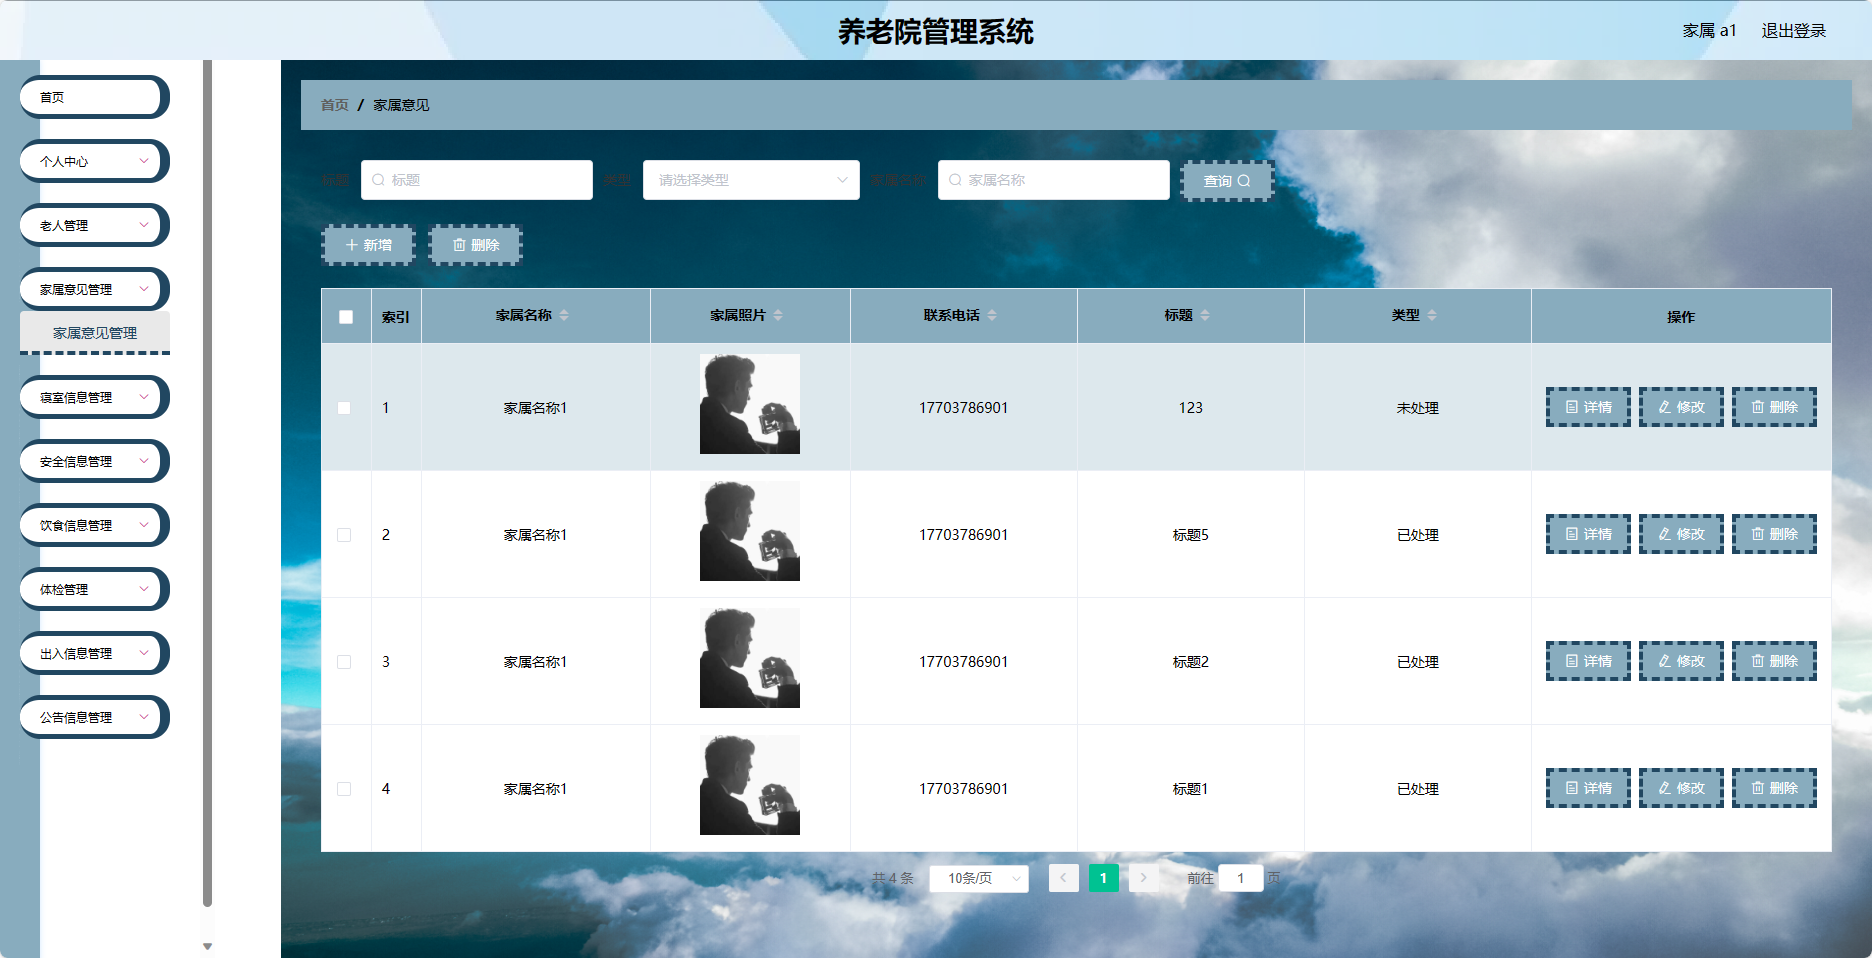 养老院管理系统
家属 a1 退出登录
首页
个人中心
老人管理
家属意见管理
家属意见管理
寝室信息管理
安全信息管理
饮食信息管理
体检管理
出入信息管理
公告信息管理
首页 / 家属意见
标题 标题 类型 请选择类型 家属名称 家属名称 查询
新增 删除
索引 家属名称 家属照片 联系电话 标题 类型 操作
1 家属名称1 17703786901 123 未处理 详情 修改 删除
2 家属名称1 17703786901 标题5 已处理 详情 修改 删除
3 家属名称1 17703786901 标题2 已处理 详情 修改 删除
4 家属名称1 17703786901 标题1 已处理 详情 修改 删除
共 4 条 10条/页 1 前往 1 页